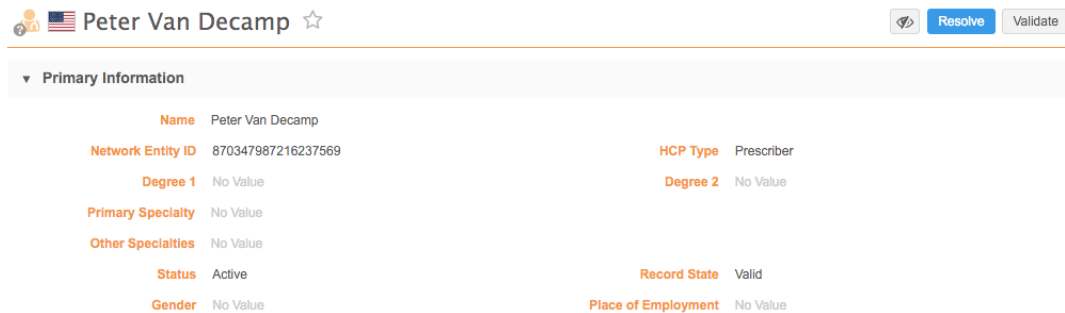 Peter Van Decamp Resolve Validate
Primary Information
Name Peter Van Decamp
Network Entity ID 870347987216237569 HCP Type Prescriber
Degree 1 No Value Degree 2 No Value
Primary Specialty No Value
Other Specialties No Value
Status Active Record State Valid
Gender No Value Place of Employment No Value